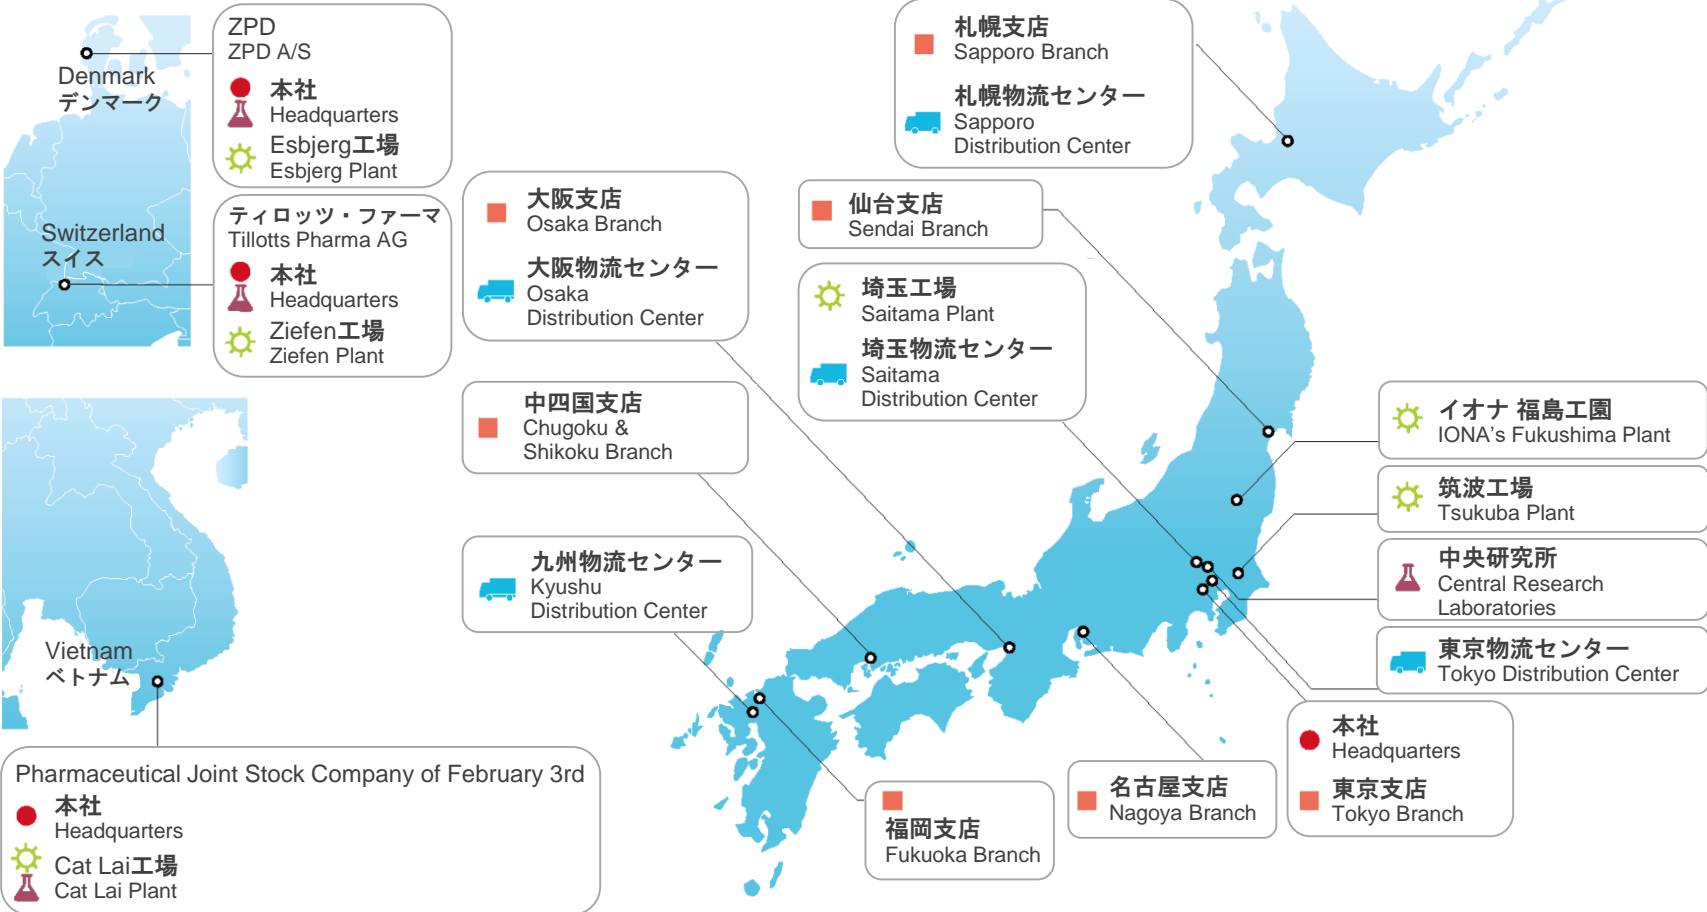 ZPD
ZPD A/S
本社
Headquarters
Esbjerg工場
Esbjerg Plant
Denmark
デンマーク
ティロッツ・ファーマ
Tillotts Pharma AG
本社
Headquarters
Ziefen工場
Ziefen Plant
Switzerland
スイス
Vietnam
ベトナム
Pharmaceutical Joint Stock Company of February 3rd
本社
Headquarters
Cat Lai工場
Cat Lai Plant
大阪支店
Osaka Branch
大阪物流センター
Osaka
Distribution Center
中四国支店
Chugoku &
Shikoku Branch
九州物流センター
Kyushu
Distribution Center
札幌支店
Sapporo Branch
札幌物流センター
Sapporo
Distribution Center
仙台支店
Sendai Branch
埼玉工場
Saitama Plant
埼玉物流センター
Saitama
Distribution Center
イオナ 福島工園
IONA's Fukushima Plant
筑波工場
Tsukuba Plant
中央研究所
Central Research
Laboratories
東京物流センター
Tokyo Distribution Center
本社
Headquarters
東京支店
Tokyo Branch
名古屋支店
Nagoya Branch
福岡支店
Fukuoka Branch